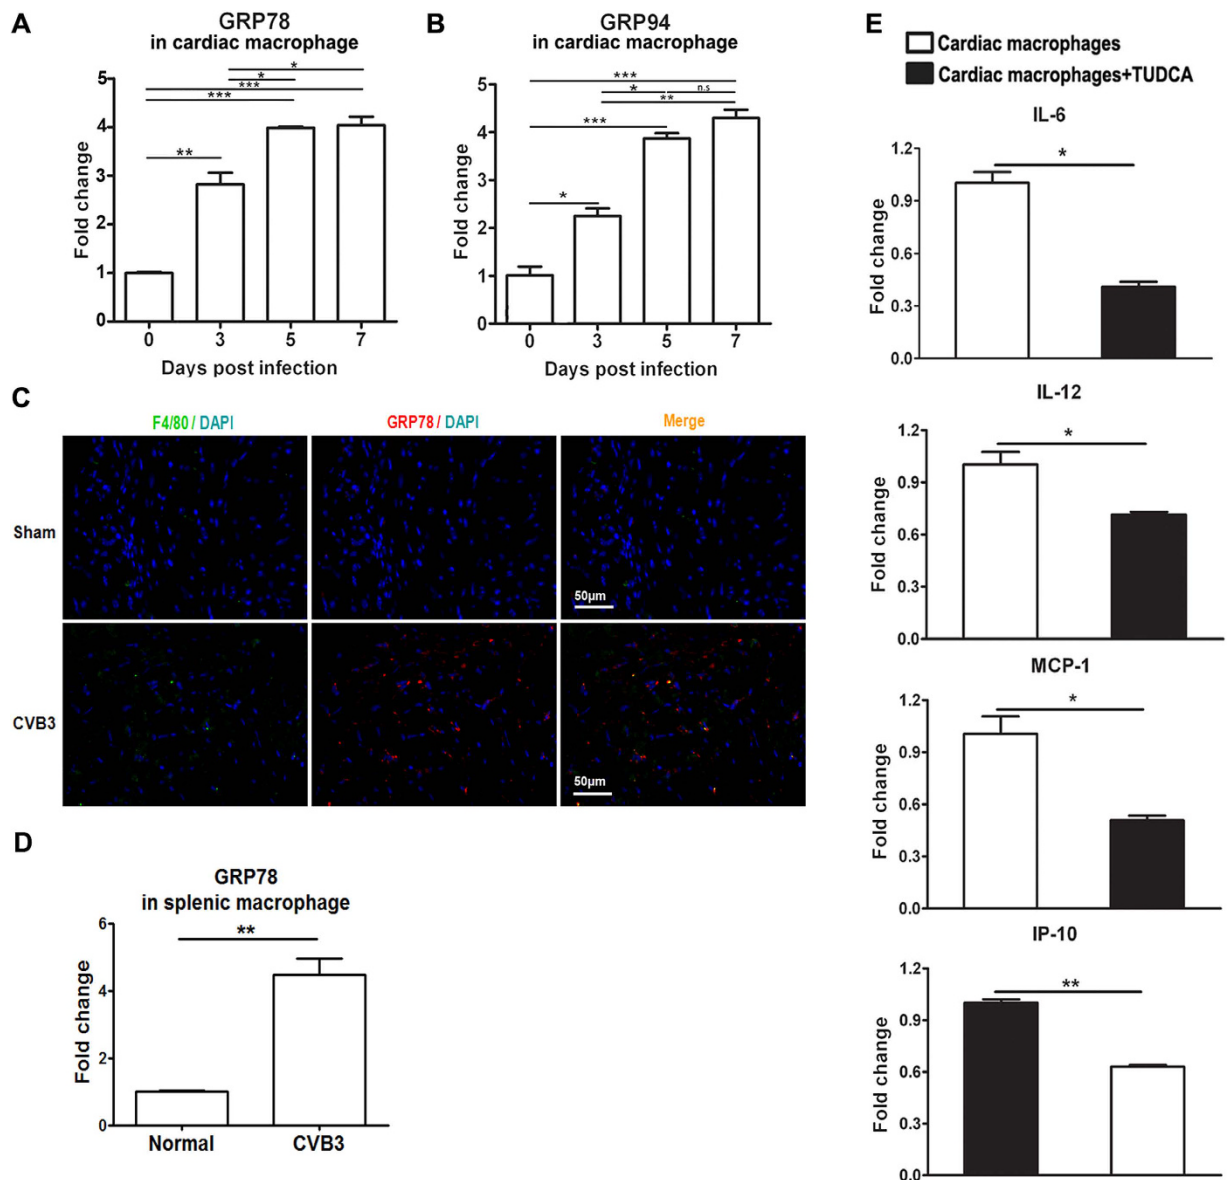 A
GRP78
in cardiac macrophage
Fold change
5
4
3
2
1
0
*
*
***
***
**
0 3 5 7
Days post infection
B
GRP94
in cardiac macrophage
Fold change
5
4
3
2
1
0
***
* n.s
**
***
*
0 3 5 7
Days post infection
C
F4/80 / DAPI
GRP78 / DAPI
Merge
Sham
50μm
CVB3
50μm
D
GRP78
in splenic macrophage
Fold change
6
4
2
0
**
Normal CVB3
E
Cardiac macrophages
Cardiac macrophages+TUDCA
IL-6
Fold change
1.2
0.9
0.6
0.3
0.0
*
IL-12
Fold change
1.2
0.9
0.6
0.3
0.0
*
MCP-1
Fold change
1.2
0.9
0.6
0.3
0.0
*
IP-10
Fold change
1.2
0.9
0.6
0.3
0.0
**